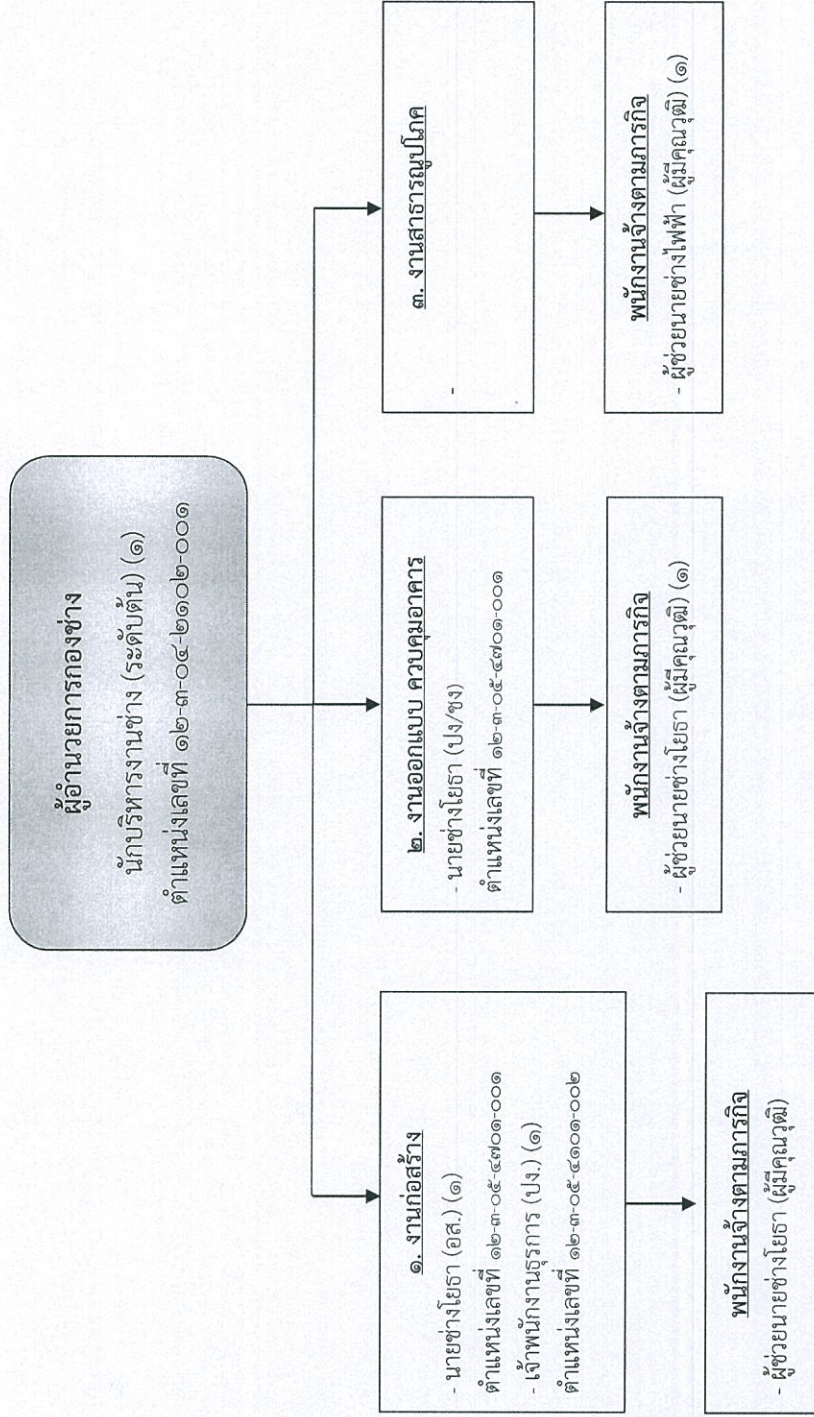 ผู้อำนวยการกองช่าง
นักบริหารงานช่าง (ระดับต้น) (๑)
ตำแหน่งเลขที่ ๑๒-๓-๐๔-๒๑๐๒-๐๐๑
๑. งานก่อสร้าง
- นายช่างโยธา (อส.) (๑)
ตำแหน่งเลขที่ ๑๒-๓-๐๕-๔๗๐๑-๐๐๑
- เจ้าพนักงานธุรการ (ปง.) (๑)
ตำแหน่งเลขที่ ๑๒-๓-๐๕-๔๑๐๑-๐๐๒
พนักงานจ้างตามภารกิจ
- ผู้ช่วยนายช่างโยธา (ผู้มีคุณวุฒิ)
๒. งานออกแบบ ควบคุมอาคาร
- นายช่างโยธา (ปง/ชง)
ตำแหน่งเลขที่ ๑๒-๓-๐๕-๔๗๐๑-๐๐๑
พนักงานจ้างตามภารกิจ
- ผู้ช่วยนายช่างโยธา (ผู้มีคุณวุฒิ) (๑)
๓. งานสาธารณูปโภค
-
พนักงานจ้างตามภารกิจ
- ผู้ช่วยนายช่างไฟฟ้า (ผู้มีคุณวุฒิ) (๑)